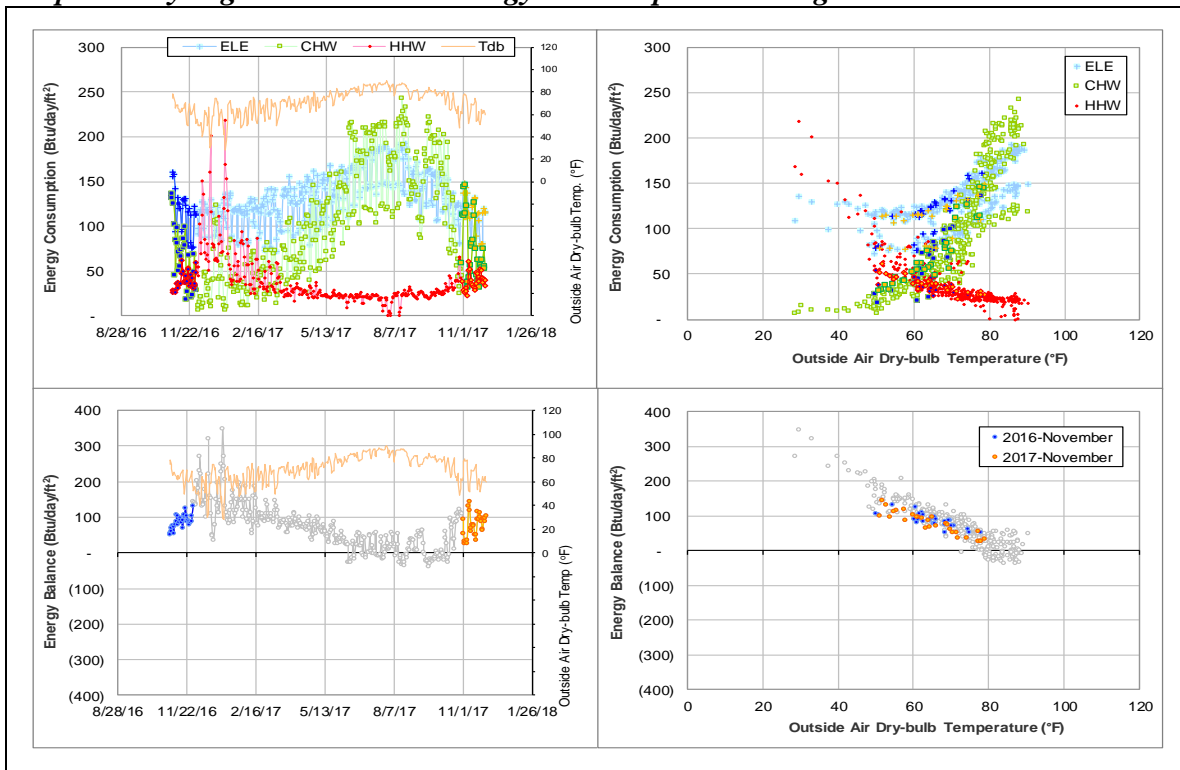 ELE CHW HHW Tdb
Energy Consumption (Btu/day/ft²)
300
250
200
150
100
50
-
120
100
80
60
40
20
0
Outside Air Dry-bulb Temp. (°F)
8/28/16 11/22/16 2/16/17 5/13/17 8/7/17 11/1/17 1/26/18
ELE
CHW
HHW
Energy Consumption (Btu/day/ft²)
300
250
200
150
100
50
-
0 20 40 60 80 100 120
Outside Air Dry-bulb Temperature (°F)
Energy Balance (Btu/day/ft²)
400
300
200
100
-
(100)
(200)
(300)
(400)
120
100
80
60
40
20
0
Outside Air Dry-bulb Temp (°F)
8/28/16 11/22/16 2/16/17 5/13/17 8/7/17 11/1/17 1/26/18
2016-November
2017-November
Energy Balance (Btu/day/ft²)
400
300
200
100
-
(100)
(200)
(300)
(400)
0 20 40 60 80 100 120
Outside Air Dry-bulb Temperature (°F)